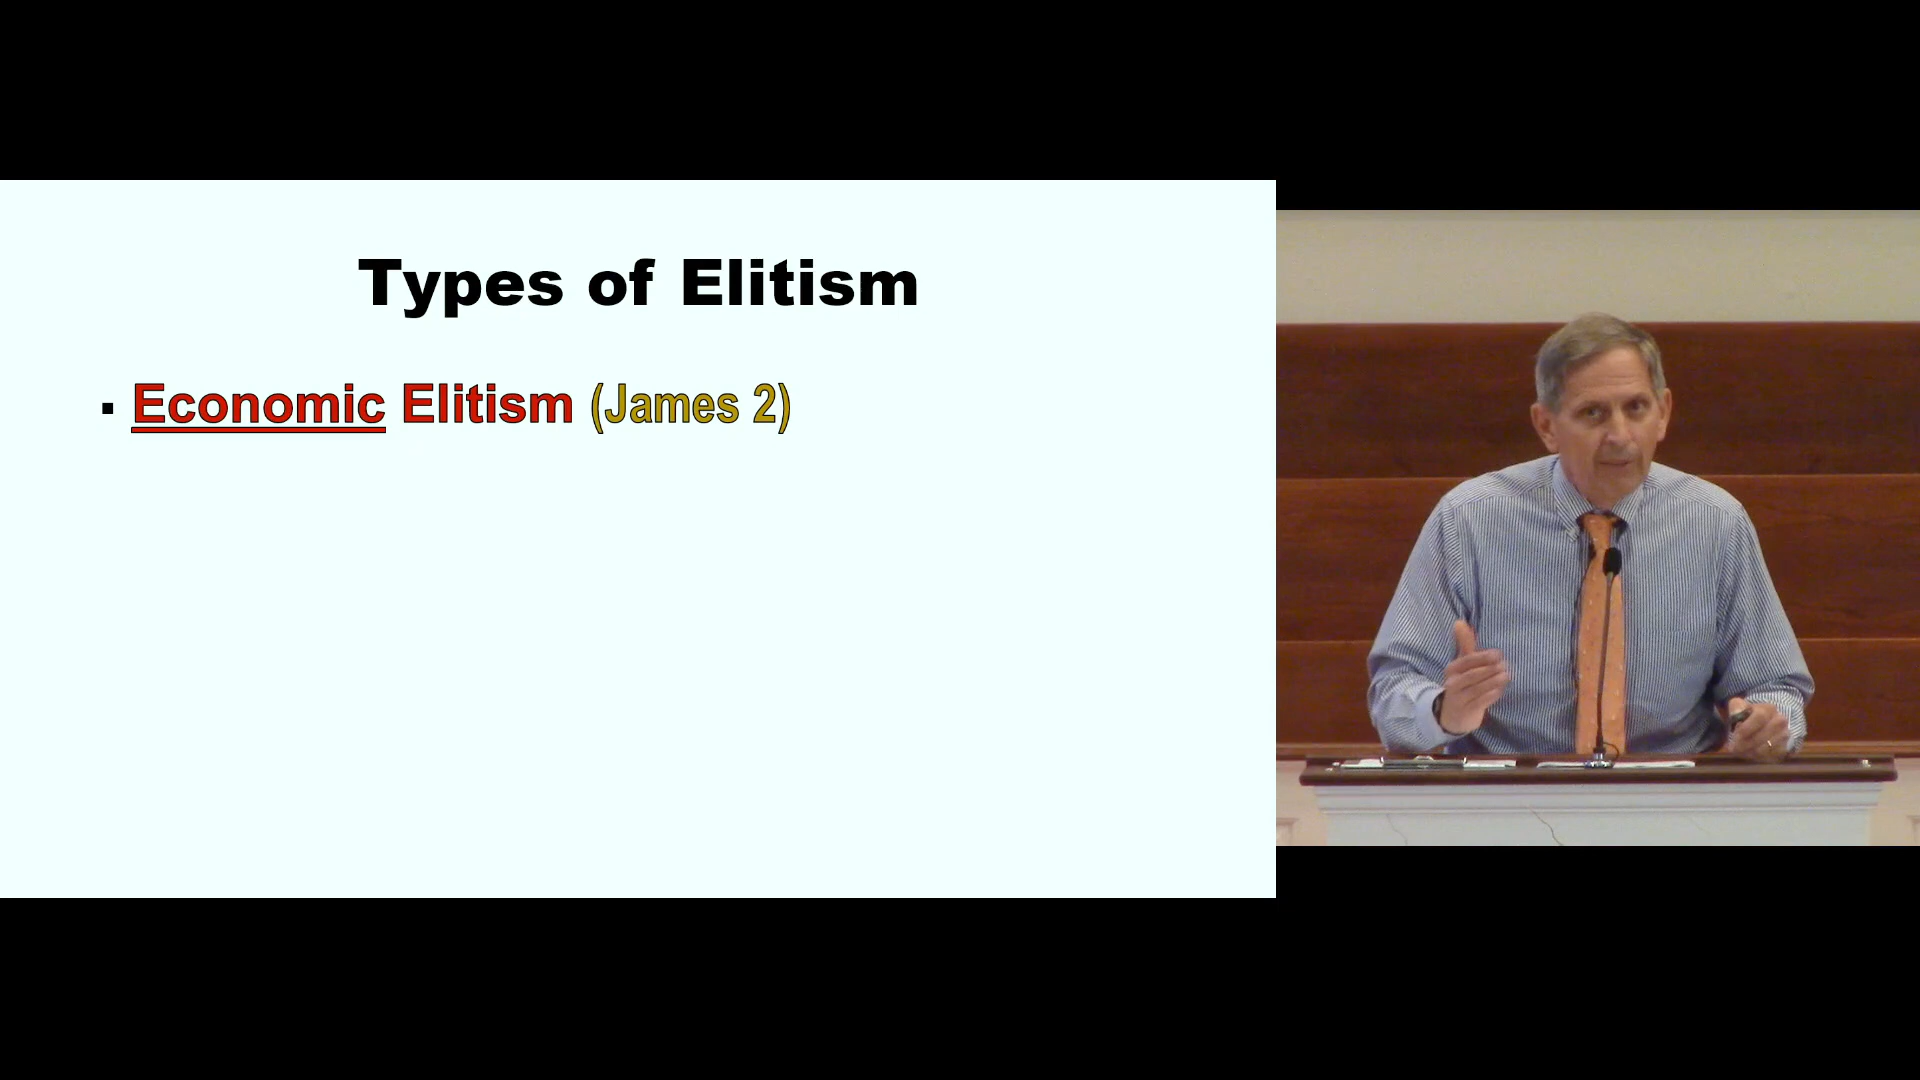 Types of Elitism
▪ Economic Elitism (James 2)